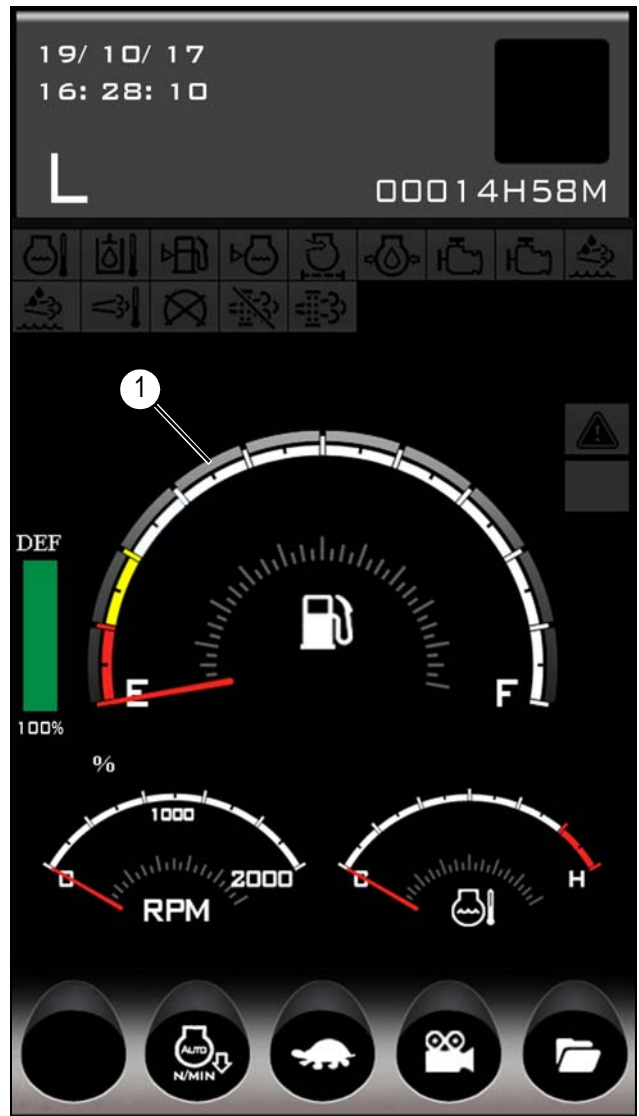 19/ 10/ 17
16: 28: 10
L
00014H58M
1
DEF
E
F
100%
%
1000
0
2000
RPM
C
H
AUTO
N/MIN